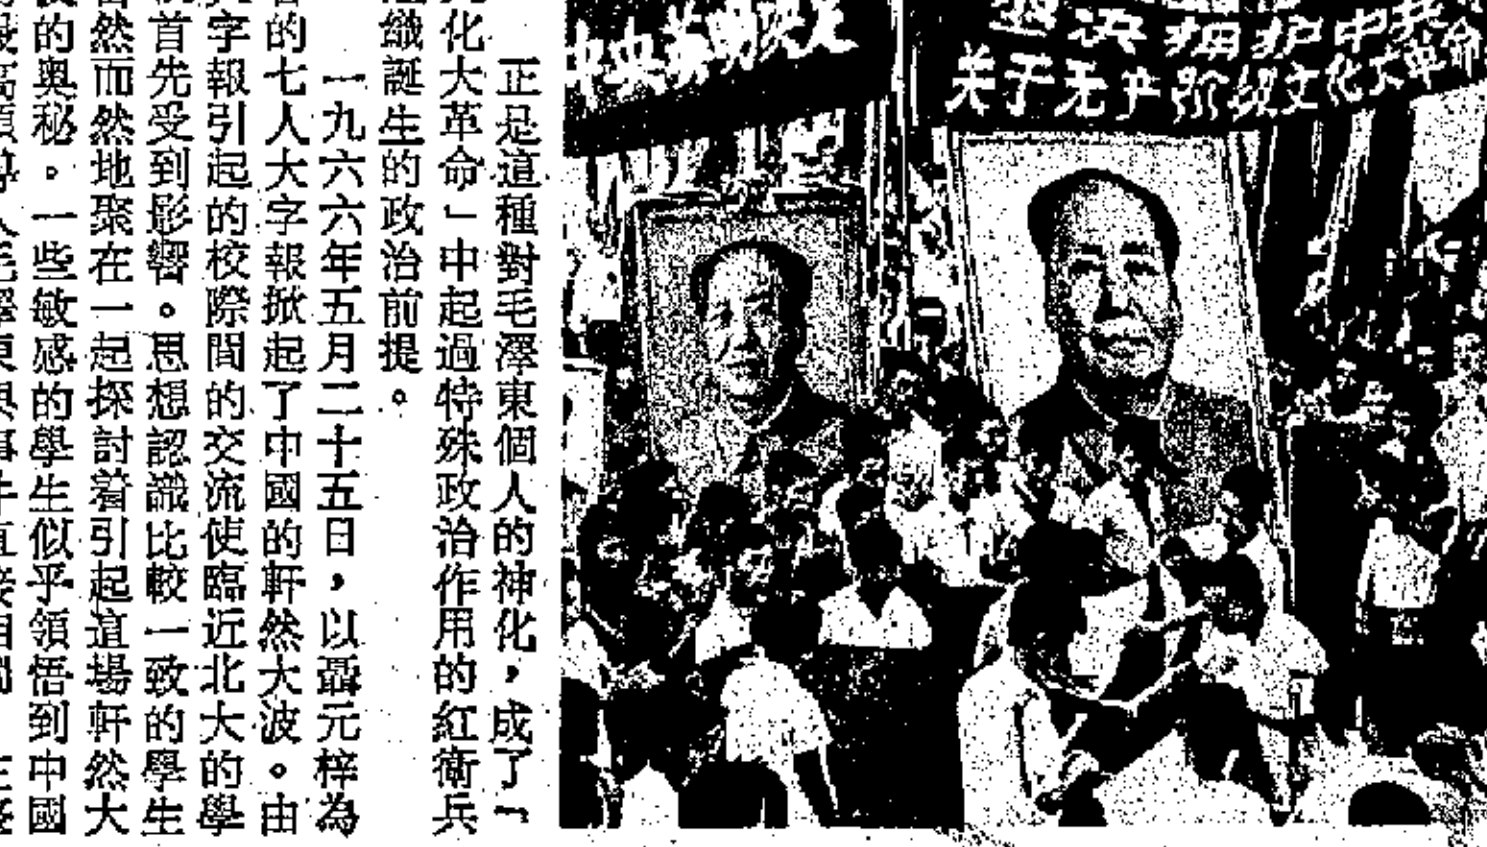 正是這種對毛澤東個人的神化，成了「
化大革命」中起過特殊政治作用的紅衛兵
織誕生的政治前提。
一九六六年五月二十五日，以聶元梓為
的七人大字報掀起了中國的軒然大波。由
字報引起的校際間的交流使臨近北大的學
首先受到影響。思想認識比較一致的學生
然而然地聚在一起探討着引起這場軒然大
的奧秘。一些敏感的學生似乎領悟到中國
中央
决拥护中共
关于无产阶级文化大革命